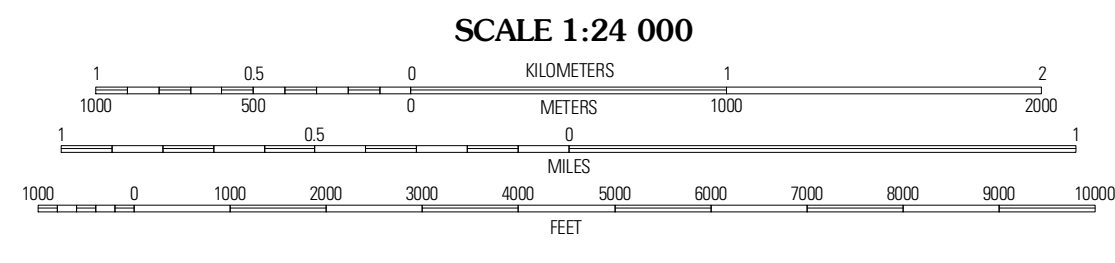 SCALE 1:24 000
1 0.5 0 KILOMETERS 1 2
1000 500 0 METERS 1000 2000
1 0.5 0 1
MILES
1000 0 1000 2000 3000 4000 5000 6000 7000 8000 9000 10000
FEET